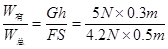 W有/W总 = Gh/FS = 5N×0.3m/4.2N×0.5m